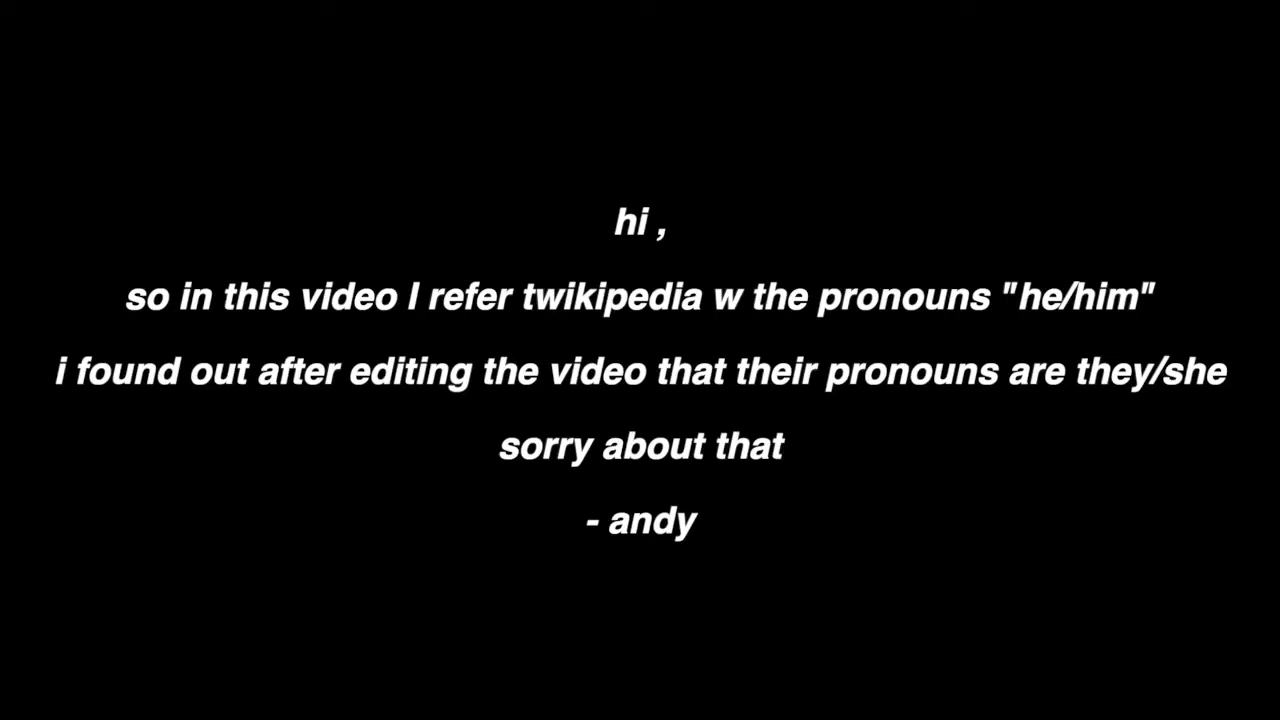 hi ,
so in this video I refer twikipedia w the pronouns "he/him"
i found out after editing the video that their pronouns are they/she
sorry about that
- andy